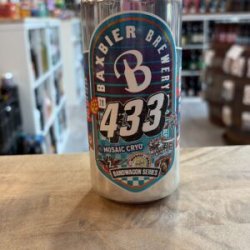 BAXBIER BREWERY
B
433
MOSAIC CRYO
BANDWAGON SERIES